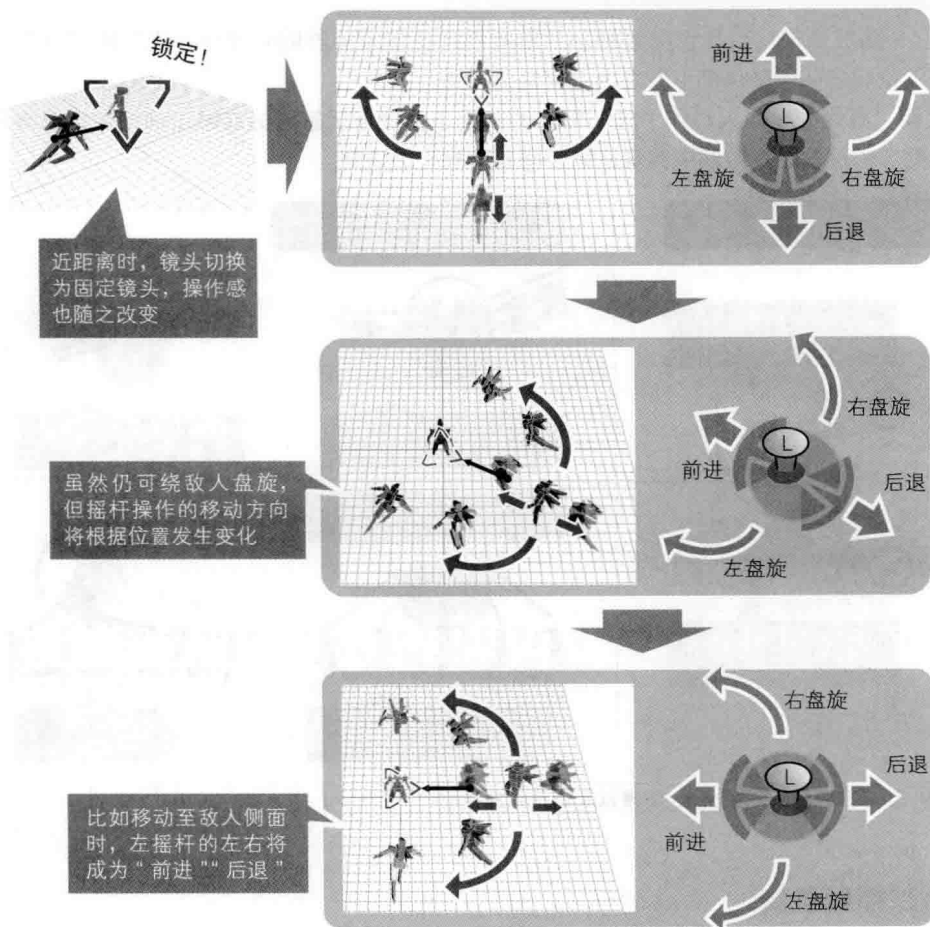 锁定！
近距离时，镜头切换
为固定镜头，操作感
也随之改变
前进
L
左盘旋
右盘旋
后退
虽然仍可绕敌人盘旋，
但摇杆操作的移动方向
将根据位置发生变化
右盘旋
L
前进
后退
左盘旋
比如移动至敌人侧面
时，左摇杆的左右将
成为“前进”“后退”
右盘旋
L
后退
前进
左盘旋